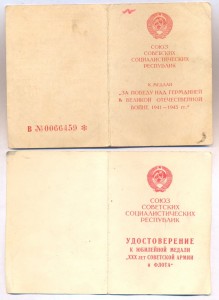 СОЮЗ
СОВЕТСКИХ
СОЦИАЛИСТИЧЕСКИХ
РЕСПУБЛИК
К МЕДАЛИ
„ЗА ПОБЕДУ НАД ГЕРМАНИЕЙ
В ВЕЛИКОЙ ОТЕЧЕСТВЕННОЙ
ВОЙНЕ 1941—1945 гг."
В №0066459 *
СОЮЗ
СОВЕТСКИХ
СОЦИАЛИСТИЧЕСКИХ
РЕСПУБЛИК
УДОСТОВЕРЕНИЕ
К ЮБИЛЕЙНОЙ МЕДАЛИ
„XXX лет СОВЕТСКОЙ АРМИИ
и ФЛОТА"